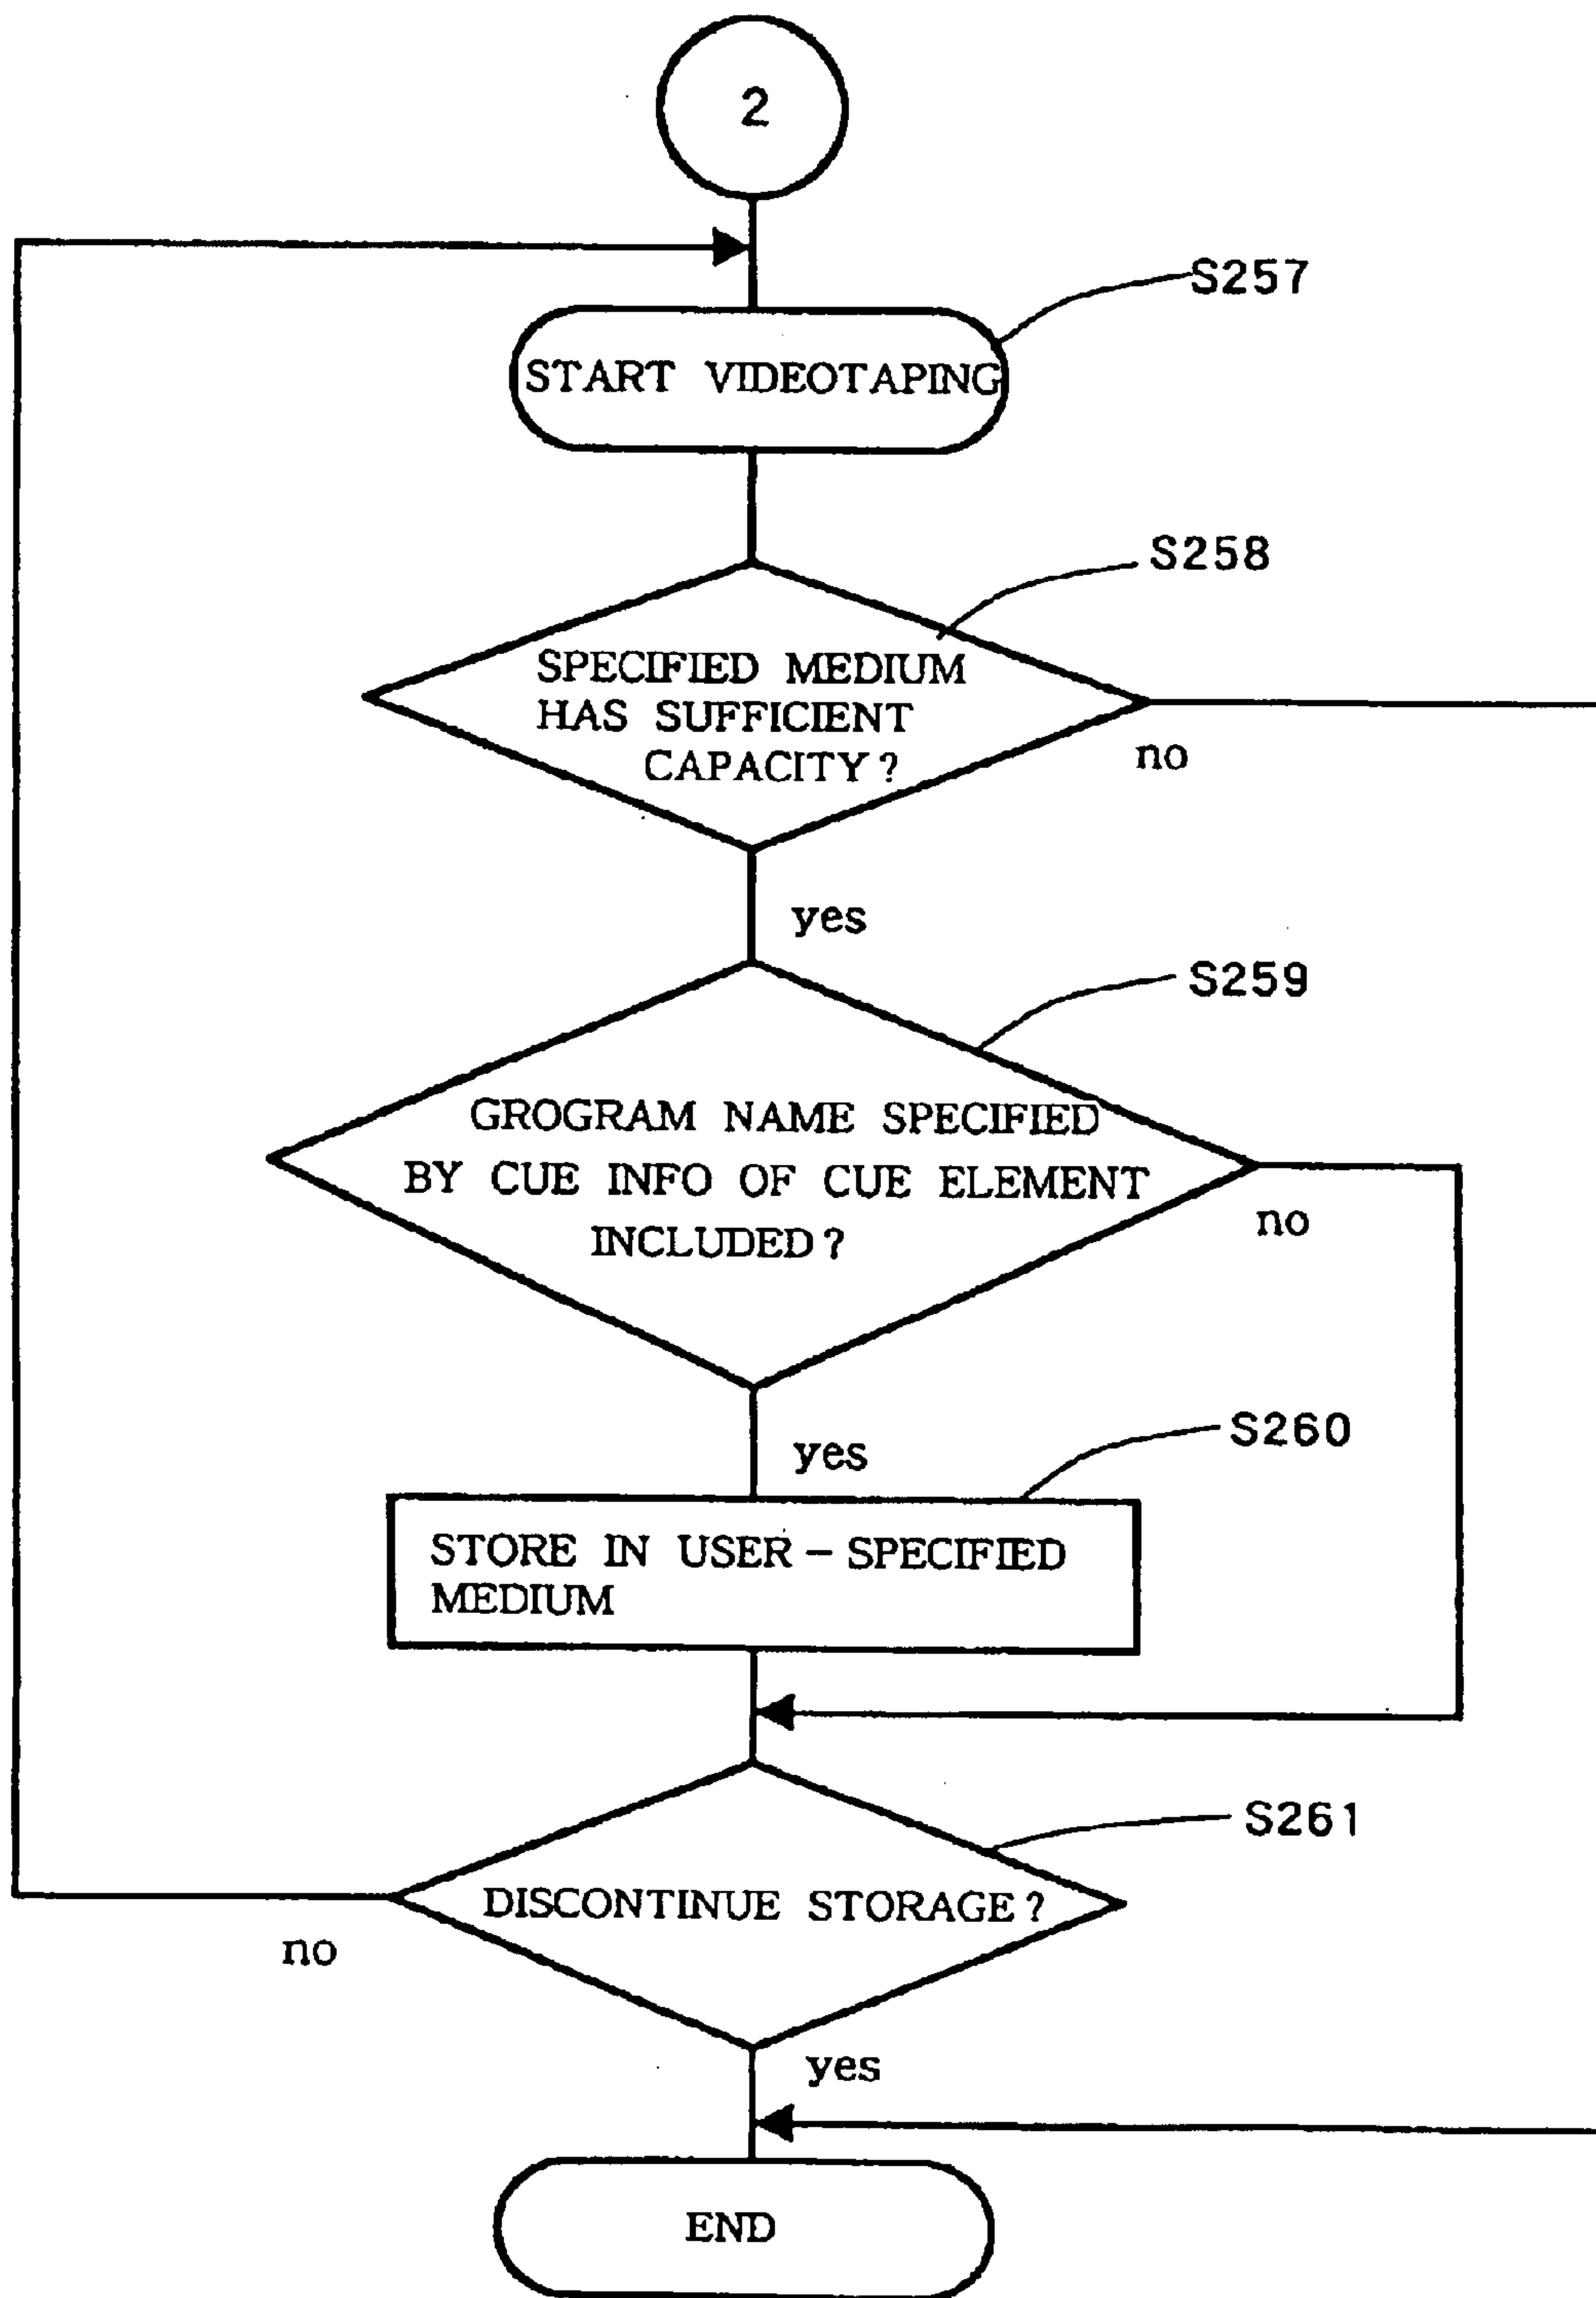 2
S257
START VIDEOTAPING
S258
SPECIFIED MEDIUM
HAS SUFFICIENT
CAPACITY?
no
yes
S259
GROGRAM NAME SPECIFIED
BY CUE INFO OF CUE ELEMENT
INCLUDED?
no
yes
S260
STORE IN USER-SPECIFIED
MEDIUM
S261
DISCONTINUE STORAGE?
no
yes
END